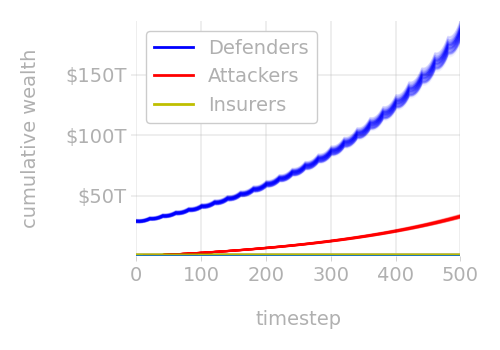 cumulative wealth
$150T
$100T
$50T
Defenders
Attackers
Insurers
0 100 200 300 400 500
timestep